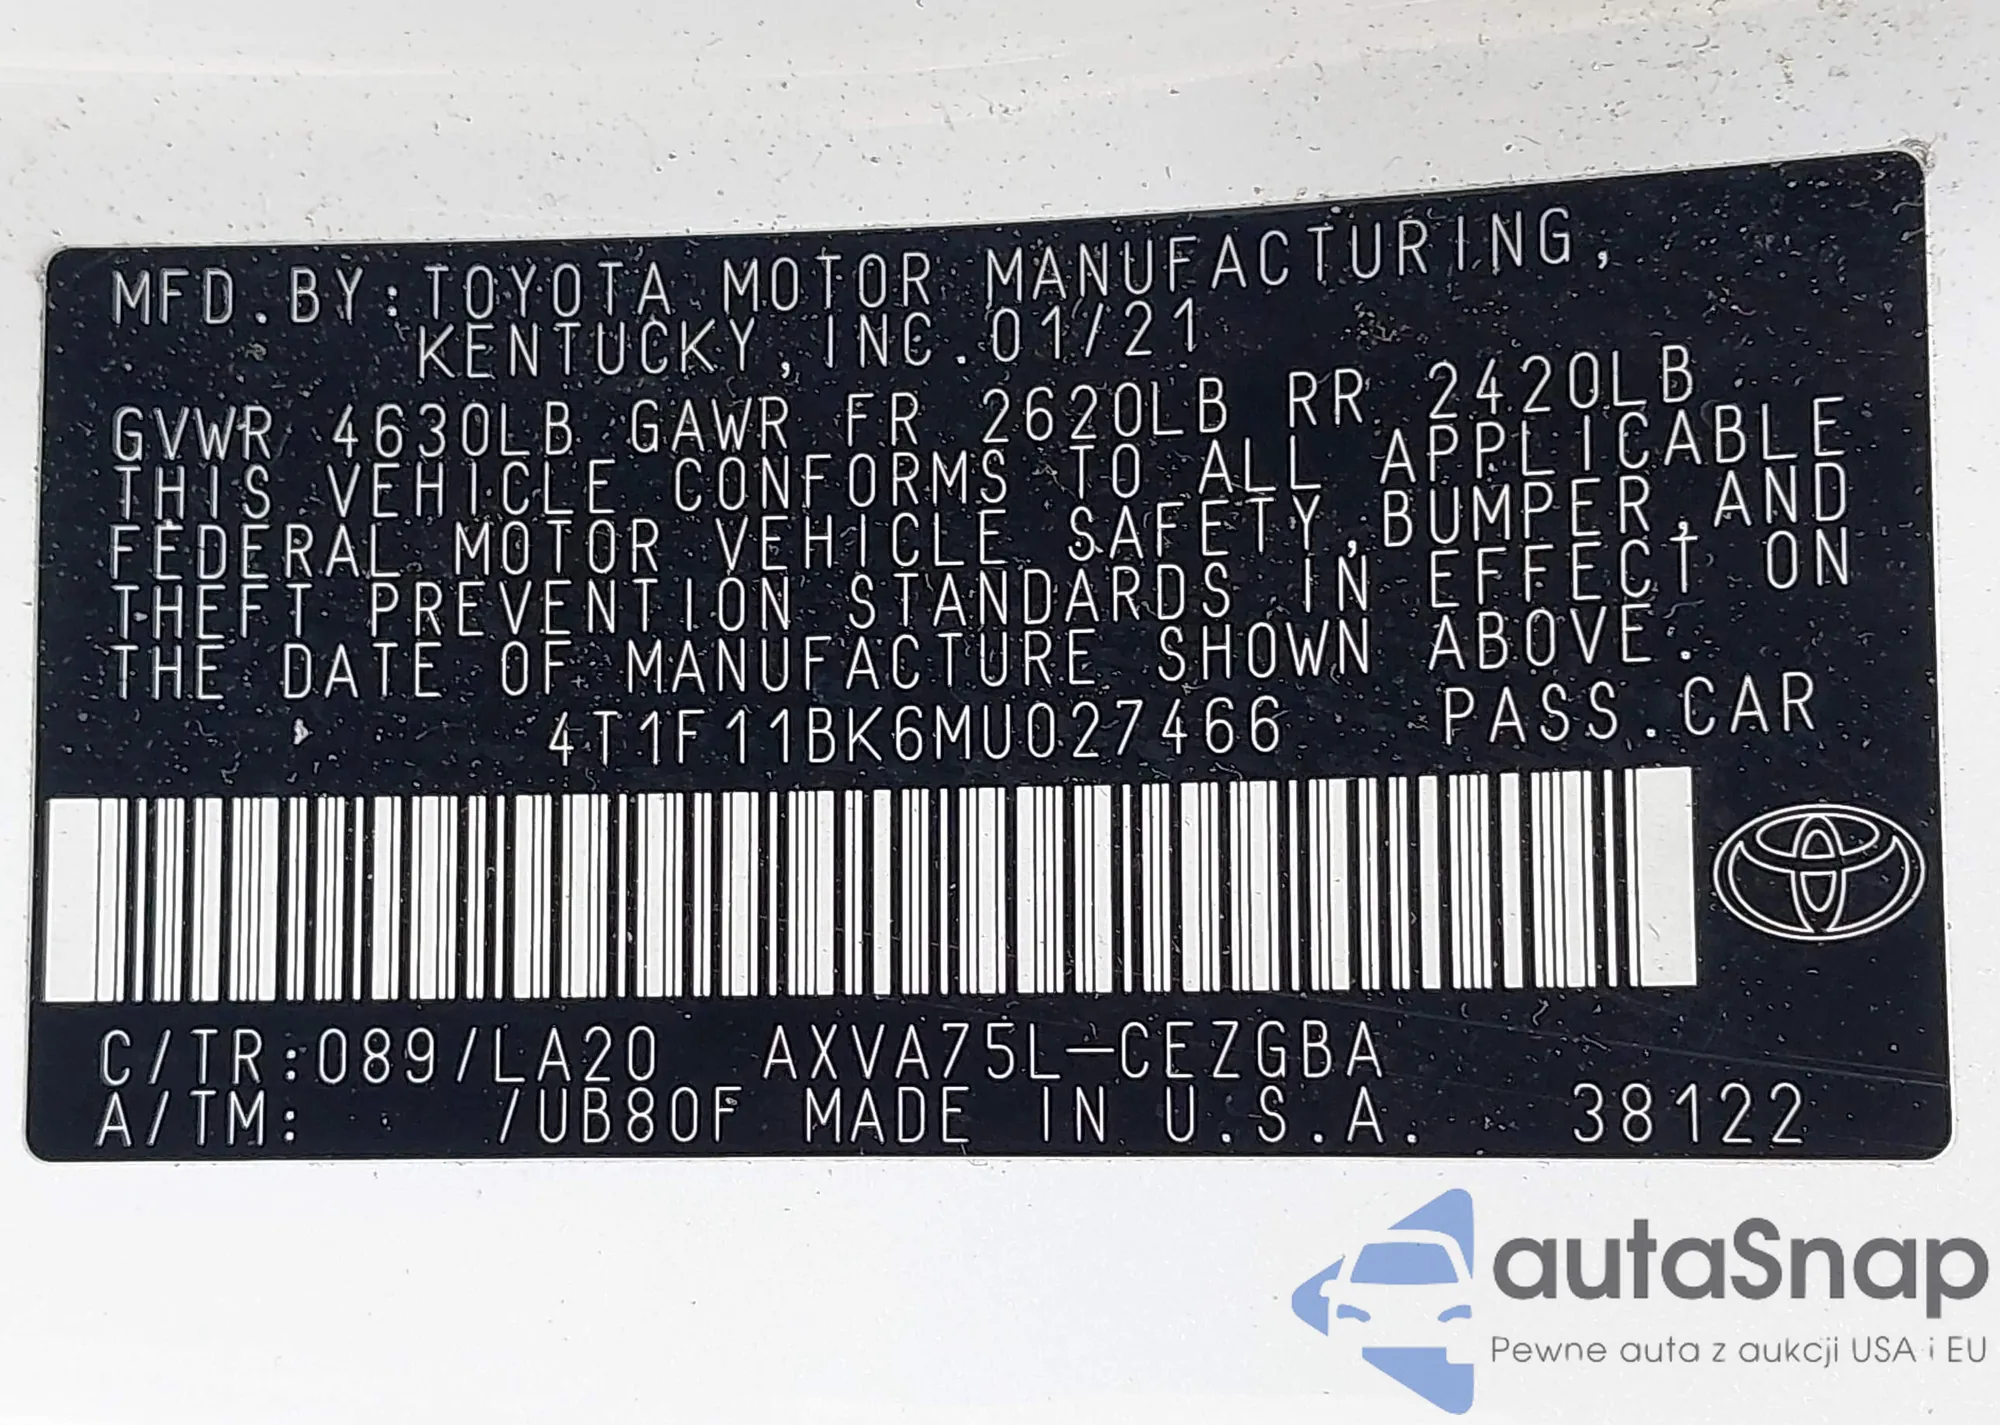 MFD.BY:TOYOTA MOTOR MANUFACTURING,
KENTUCKY,INC.01/21
GVWR 4630LB GAWR FR 2620LB RR 2420LB
THIS VEHICLE CONFORMS TO ALL APPLICABLE
FEDERAL MOTOR VEHICLE SAFETY,BUMPER,AND
THEFT PREVENTION STANDARDS IN EFFECT ON
THE DATE OF MANUFACTURE SHOWN ABOVE.
4T1F11BK6MU027466 PASS.CAR
C/TR:089/LA20 AXVA75L-CEZGBA
A/TM: /UB80F MADE IN U.S.A. 38122
autaSnap
Pewne auta z aukcji USA i EU